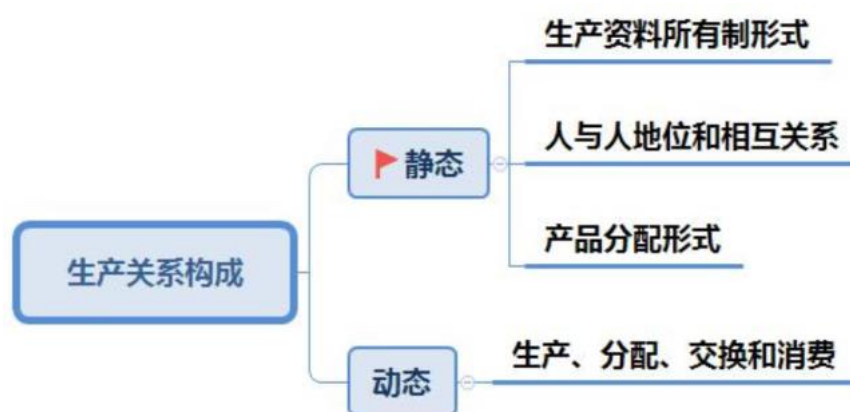 生产关系构成
静态
生产资料所有制形式
人与人地位和相互关系
产品分配形式
动态
生产、分配、交换和消费